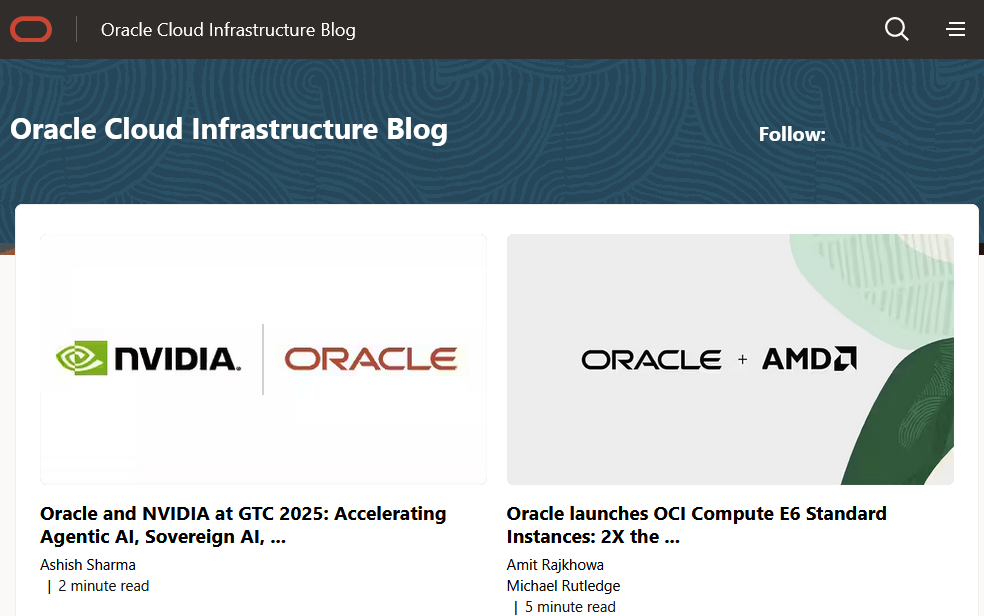 Oracle Cloud Infrastructure Blog
Oracle Cloud Infrastructure Blog
Follow:
NVIDIA.
ORACLE
ORACLE + AMD
Oracle and NVIDIA at GTC 2025: Accelerating
Agentic AI, Sovereign AI, ...
Ashish Sharma
| 2 minute read
Oracle launches OCI Compute E6 Standard
Instances: 2X the ...
Amit Rajkhowa
Michael Rutledge
| 5 minute read